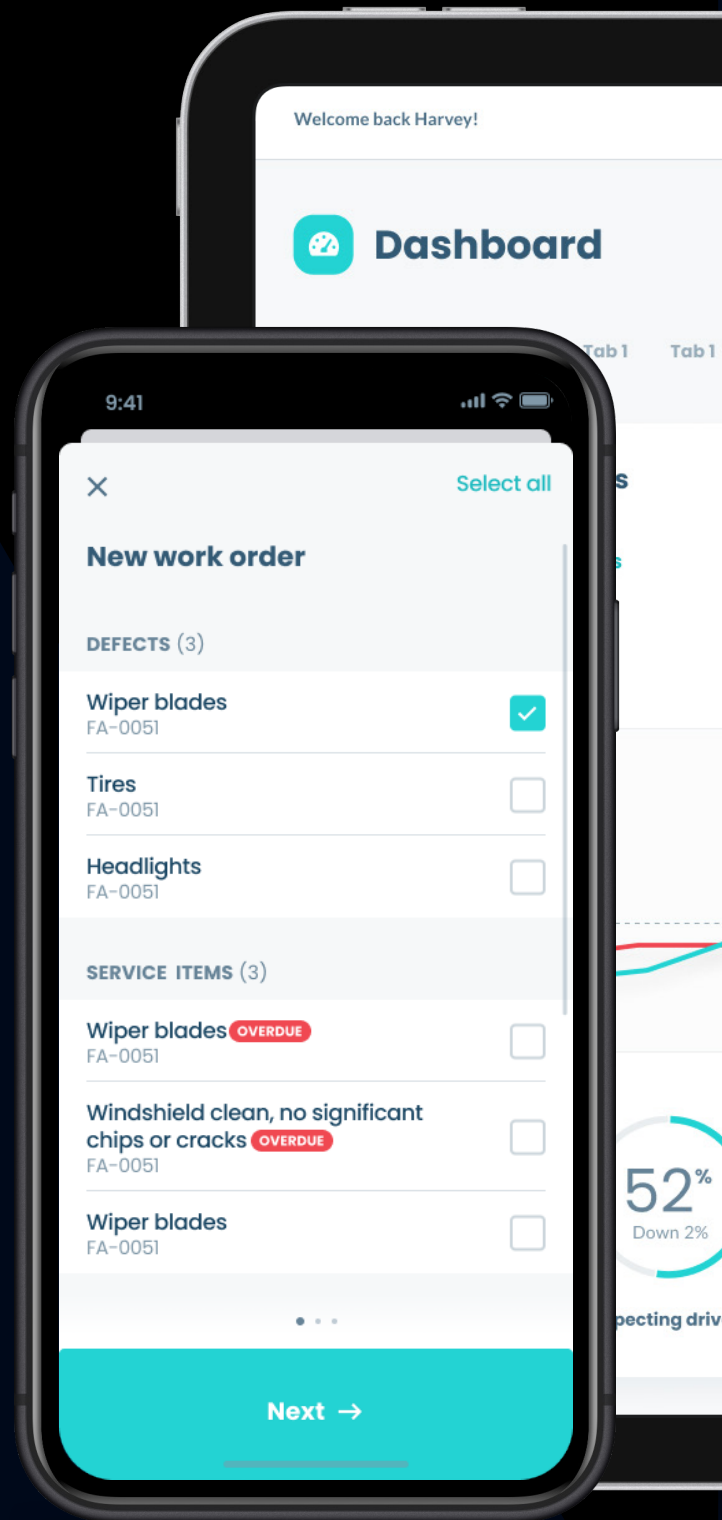 Welcome back Harvey!
Dashboard
Tab 1 Tab 1
9:41
Select all
New work order
DEFECTS (3)
Wiper blades
FA-0051
Tires
FA-0051
Headlights
FA-0051
SERVICE ITEMS (3)
Wiper blades OVERDUE
FA-0051
Windshield clean, no significant
chips or cracks OVERDUE
FA-0051
Wiper blades
FA-0051
Next →
s
s
52%
Down 2%
pecting driv